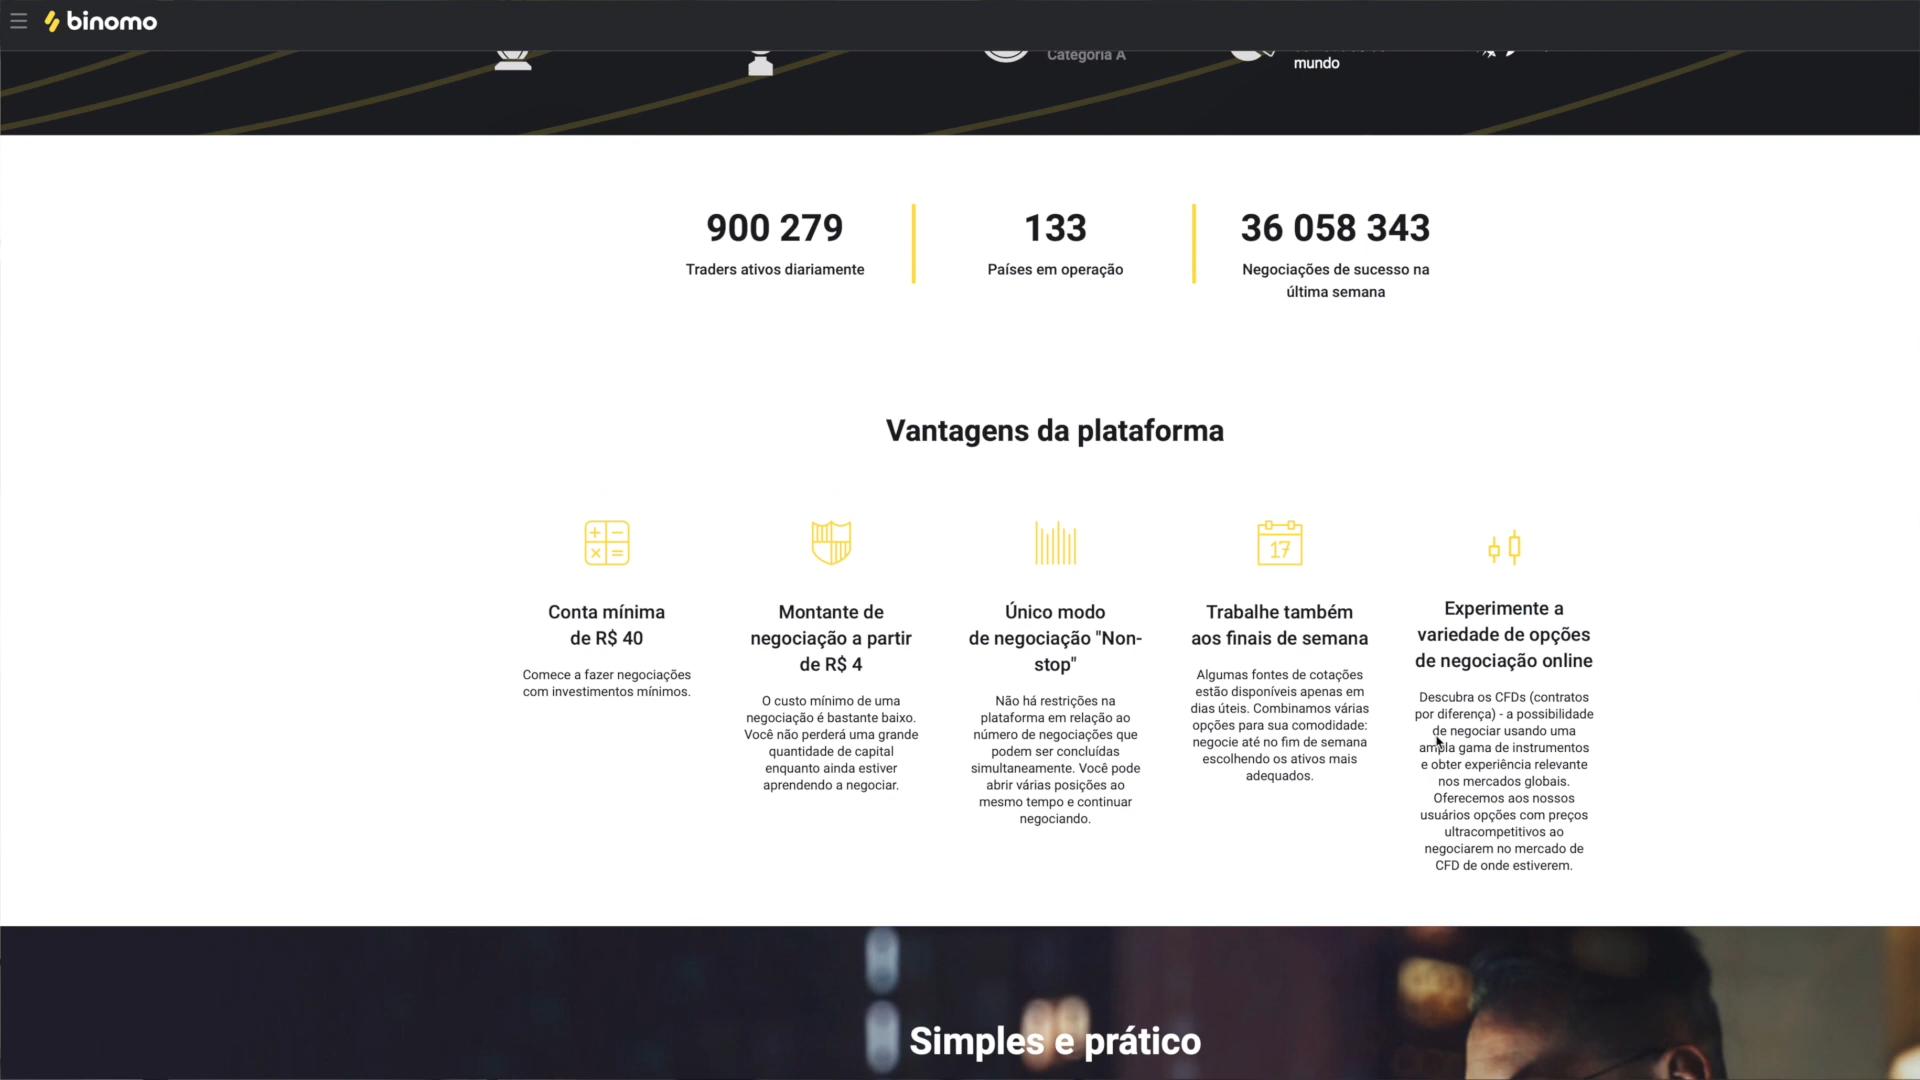 binomo
Categoria A
mundo
900 279
Traders ativos diariamente
133
Países em operação
36 058 343
Negociações de sucesso na
última semana
Vantagens da plataforma
17
Conta mínima
de R$ 40
Comece a fazer negociações
com investimentos mínimos.
Montante de
negociação a partir
de R$ 4
O custo mínimo de uma
negociação é bastante baixo.
Você não perderá uma grande
quantidade de capital
enquanto ainda estiver
aprendendo a negociar.
Único modo
de negociação "Non-
stop"
Não há restrições na
plataforma em relação ao
número de negociações que
podem ser concluídas
simultaneamente. Você pode
abrir várias posições ao
mesmo tempo e continuar
negociando.
Trabalhe também
aos finais de semana
Algumas fontes de cotações
estão disponíveis apenas em
dias úteis. Combinamos várias
opções para sua comodidade:
negocie até no fim de semana
escolhendo os ativos mais
adequados.
Experimente a
variedade de opções
de negociação online
Descubra os CFDs (contratos
por diferença) - a possibilidade
de negociar usando uma
ampla gama de instrumentos
e obter experiência relevante
nos mercados globais.
Oferecemos aos nossos
usuários opções com preços
ultracompetitivos ao
negociarem no mercado de
CFD de onde estiverem.
Simples e prático